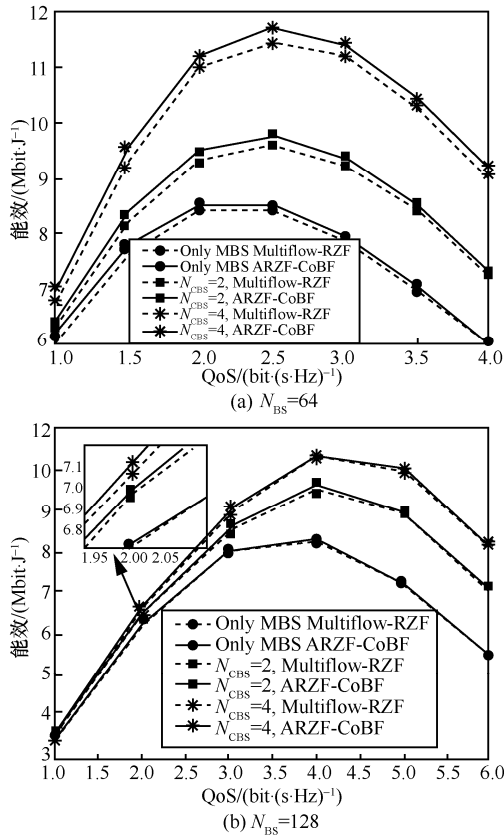 12
11
10
9
8
7
6
能效/(Mbit·J⁻¹)
Only MBS Multiflow-RZF
Only MBS ARZF-CoBF
N_CBS=2, Multiflow-RZF
N_CBS=2, ARZF-CoBF
N_CBS=4, Multiflow-RZF
N_CBS=4, ARZF-CoBF
1.0 1.5 2.0 2.5 3.0 3.5 4.0
QoS/(bit·(s·Hz)⁻¹)
(a) N_BS=64
12
11
10
9
8
7
6
5
4
3
能效/(Mbit·J⁻¹)
7.1
7.0
6.9
6.8
1.95 2.00 2.05
Only MBS Multiflow-RZF
Only MBS ARZF-CoBF
N_CBS=2, Multiflow-RZF
N_CBS=2, ARZF-CoBF
N_CBS=4, Multiflow-RZF
N_CBS=4, ARZF-CoBF
1.0 1.5 2.0 2.5 3.0 4.0 5.0 6.0
QoS/(bit·(s·Hz)⁻¹)
(b) N_BS=128